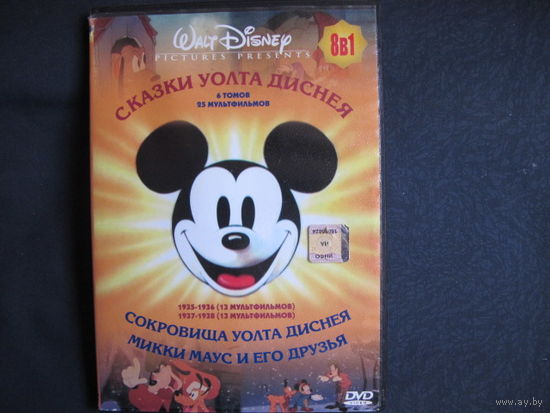 WALT DISNEY
PICTURES PRESENTS
8В1
СКАЗКИ УОЛТА ДИСНЕЯ
6 ТОМОВ
25 МУЛЬТФИЛЬМОВ
1935-1936 (13 МУЛЬТФИЛЬМОВ)
1937-1938 (13 МУЛЬТФИЛЬМОВ)
СОКРОВИЩА УОЛТА ДИСНЕЯ
МИККИ МАУС И ЕГО ДРУЗЬЯ
DVD
VIDEO
www.ay.by